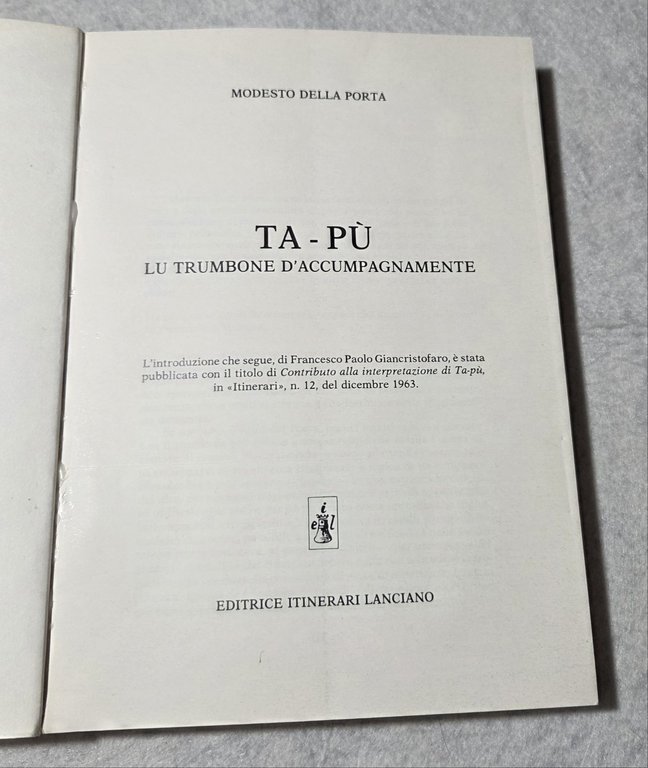 MODESTO DELLA PORTA
TA - PÙ
LU TRUMBONE D'ACCUMPAGNAMENTE
L'introduzione che segue, di Francesco Paolo Giancristofaro, è stata
pubblicata con il titolo di Contributo alla interpretazione di Ta-pù,
in «Itinerari», n. 12, del dicembre 1963.
i
e l
EDITRICE ITINERARI LANCIANO